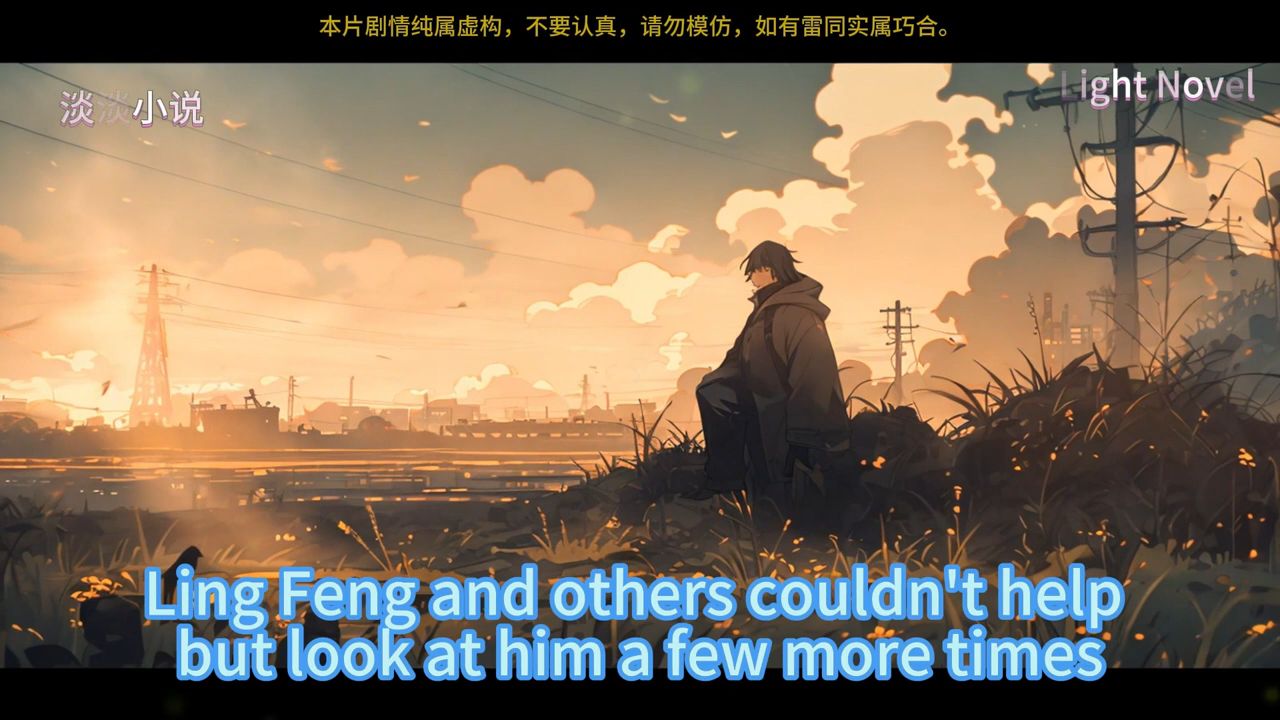 本片剧情纯属虚构，不要认真，请勿模仿，如有雷同实属巧合。
淡淡小说
Light Novel
Ling Feng and others couldn't help
but look at him a few more times